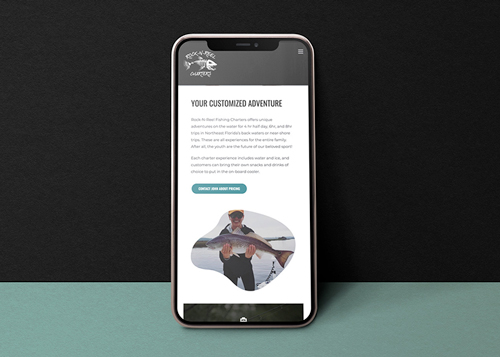 ROCK-N-REEL
CHARTERS
YOUR CUSTOMIZED ADVENTURE
Rock-N-Reel Fishing Charters offers unique
adventures on the water for 4 hr half day, 6hr, and 8hr
trips in Northwest Florida's back waters or near-shore
trips. These are all experiences for the entire family.
After all, the youth are the future of our beloved sport!
Each charter experience includes water and ice, and
customers can bring their own snacks and drinks of
choice to put in the on-board cooler.
CONTACT JOHN ABOUT PRICING